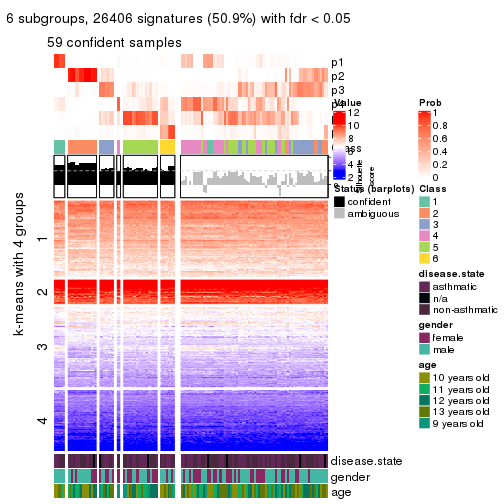 6 subgroups, 26406 signatures (50.9%) with fdr < 0.05
59 confident samples
p1
p2
p3
Value
12
10
8
6
4
2
Prob
1
0.8
0.6
0.4
0.2
0
Status (barplots)
confident
ambiguous
Class
1
2
3
4
5
6
silhouette
score
k-means with 4 groups
1
2
3
4
disease.state
asthmatic
n/a
non-asthmatic
gender
female
male
age
10 years old
11 years old
12 years old
13 years old
9 years old
disease.state
gender
age